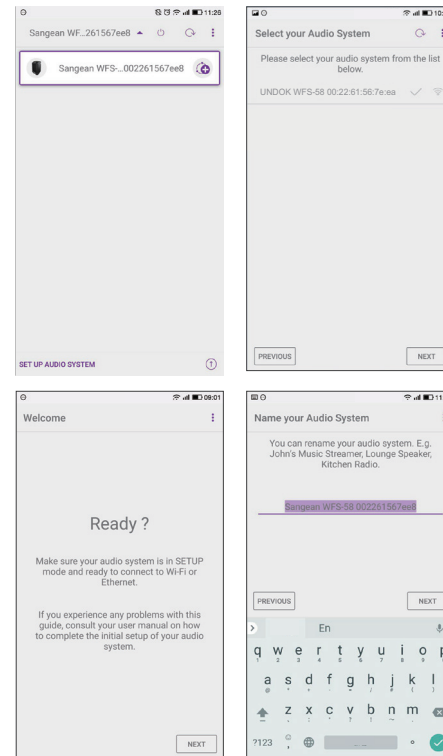 11:26
Sangean WF...261567ee8
Sangean WFS-...002261567ee8
SET UP AUDIO SYSTEM
10:
Select your Audio System
Please select your audio system from the list
below.
UNDOK WFS-58 00:22:61:56:7e:ea
PREVIOUS NEXT
09:01
Welcome
Ready ?
Make sure your audio system is in SETUP
mode and ready to connect to Wi-Fi or
Ethernet.
If you experience any problems with this
guide, consult your user manual on how
to complete the initial setup of your audio
system.
NEXT
11
Name your Audio System
You can rename your audio system. E.g.
John's Music Streamer, Lounge Speaker,
Kitchen Radio.
Sangean WFS-58 002261567ee8
PREVIOUS NEXT
En
q w e r t y u i o p
a s d f g h j k l
z x c v b n m
?123